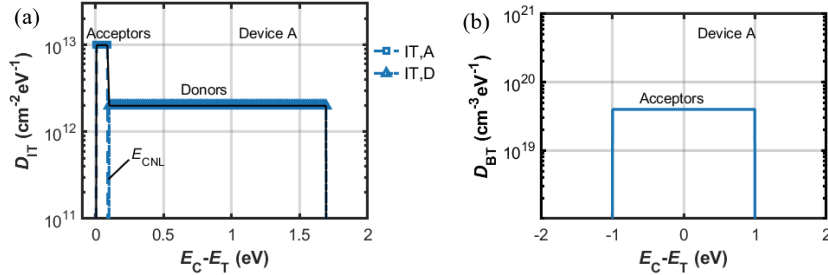 (a)
Acceptors
Device A
Donors
E_CNL
10^13
10^12
10^11
D_IT (cm^-2eV^-1)
0
0.5
1
1.5
2
E_C-E_T (eV)
IT,A
IT,D
(b)
Device A
Acceptors
10^21
10^20
10^19
D_BT (cm^-3eV^-1)
-2
-1
0
1
2
E_C-E_T (eV)